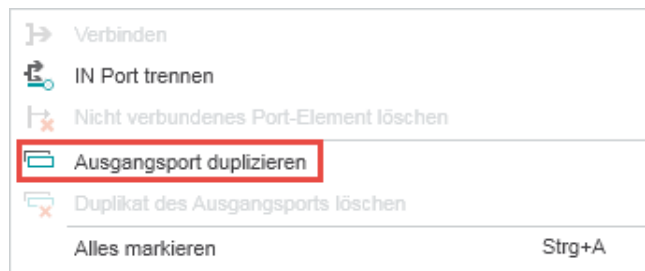 Verbinden
IN Port trennen
Nicht verbundenes Port-Element löschen
Ausgangsport duplizieren
Duplikat des Ausgangsports löschen
Alles markieren Strg+A